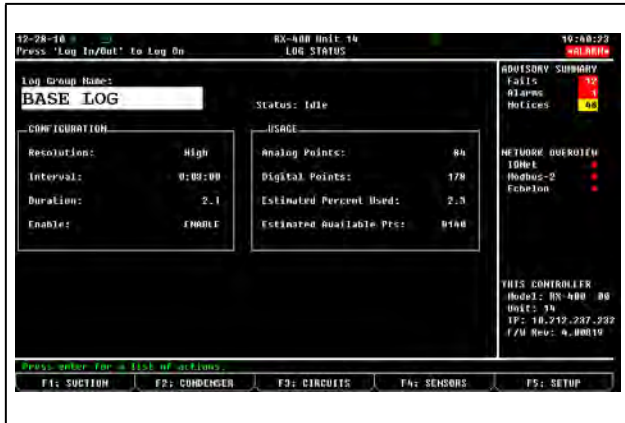 12-28-10
RX-400 Unit 14
19:40:23
Press 'Log In/Out' to Log On
LOG STATUS
*ALARM*
ADVISORY SUMMARY
Fails 12
Alarms 1
Notices 46
Log Group Name:
BASE LOG
Status: Idle
CONFIGURATION
Resolution: High
Interval: 0:03:00
Duration: 2.1
Enable: ENABLE
USAGE
Analog Points: 84
Digital Points: 178
Estimated Percent Used: 2.3
Estimated Available Pts:
NETWORK OVERVIEW
IONet
Modbus-2
Echelon
THIS CONTROLLER
Model: RX-400 00
Unit: 14
IP: 10.212.237.232
F/W Rev: 4.00B19
Press enter for a list of actions.
F1: SUCTION
F2: CONDENSER
F3: CIRCUITS
F4: SENSORS
F5: SETUP